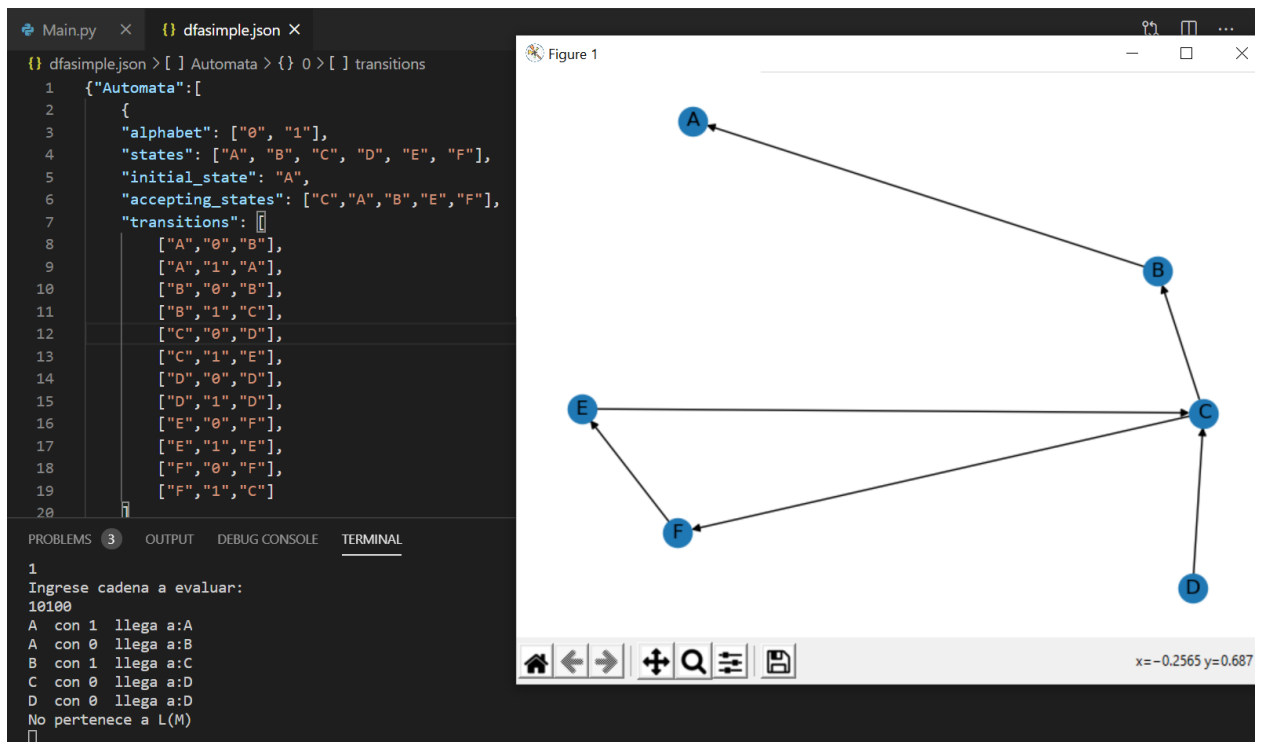 Main.py
{} dfasimple.json
{} dfasimple.json > [ ] Automata > {} 0 > [ ] transitions
1 {"Automata":[
2 {
3 "alphabet": ["0", "1"],
4 "states": ["A", "B", "C", "D", "E", "F"],
5 "initial_state": "A",
6 "accepting_states": ["C","A","B","E","F"],
7 "transitions": [
8 ["A","0","B"],
9 ["A","1","A"],
10 ["B","0","B"],
11 ["B","1","C"],
12 ["C","0","D"],
13 ["C","1","E"],
14 ["D","0","D"],
15 ["D","1","D"],
16 ["E","0","F"],
17 ["E","1","E"],
18 ["F","0","F"],
19 ["F","1","C"]
20 ]
PROBLEMS 3 OUTPUT DEBUG CONSOLE TERMINAL
1
Ingrese cadena a evaluar:
10100
A con 1 llega a:A
A con 0 llega a:B
B con 1 llega a:C
C con 0 llega a:D
D con 0 llega a:D
No pertenece a L(M)
Figure 1
A
B
E
C
F
D
x=−0.2565 y=0.687